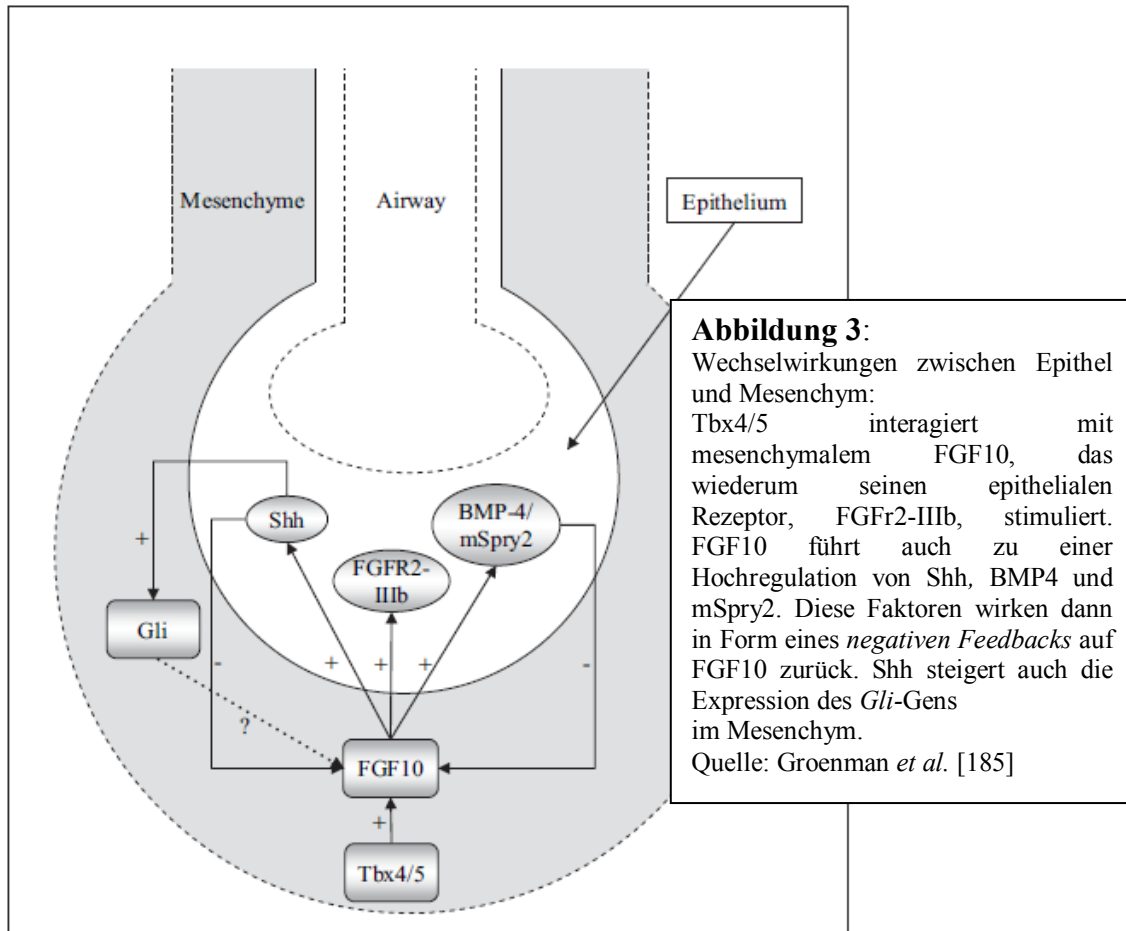 Mesenchyme
Airway
Epithelium
Shh
BMP-4/
mSpry2
FGFR2-
IIIb
+
Gli
-
+
+
+
-
?
FGF10
+
Tbx4/5
Abbildung 3:
Wechselwirkungen zwischen Epithel
und Mesenchym:
Tbx4/5 interagiert mit
mesenchymalem FGF10, das
wiederum seinen epithelialen
Rezeptor, FGFr2-IIIb, stimuliert.
FGF10 führt auch zu einer
Hochregulation von Shh, BMP4 und
mSpry2. Diese Faktoren wirken dann
in Form eines negativen Feedbacks auf
FGF10 zurück. Shh steigert auch die
Expression des Gli-Gens
im Mesenchym.
Quelle: Groenman et al. [185]